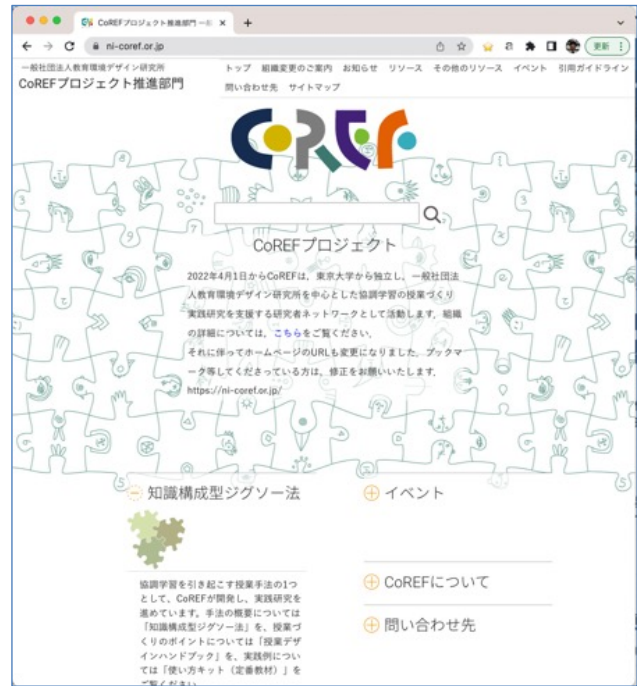 CoREFプロジェクト推進部門 一般
ni-coref.or.jp
更新
一般社団法人教育環境デザイン研究所
CoREFプロジェクト推進部門
トップ 組織変更のご案内 お知らせ リソース その他のリソース イベント 引用ガイドライン
問い合わせ先 サイトマップ
CoREF
CoREFプロジェクト
2022年4月1日からCoREFは，東京大学から独立し，一般社団法
人教育環境デザイン研究所を中心とした協調学習の授業づくり
実践研究を支援する研究者ネットワークとして活動します．組織
の詳細については，こちらをご覧ください．
それに伴ってホームページのURLも変更になりました．ブックマ
ーク等してくださっている方は，修正をお願いいたします．
https://ni-coref.or.jp/
知識構成型ジグソー法
協調学習を引き起こす授業手法の1つ
として、CoREFが開発し、実践研究を
進めています。手法の概要については
「知識構成型ジグソー法」を、授業づ
くりのポイントについては「授業デザ
インハンドブック」を、実践例につい
ては「使い方キット（定番教材）」を
ご覧ください
イベント
CoREFについて
問い合わせ先